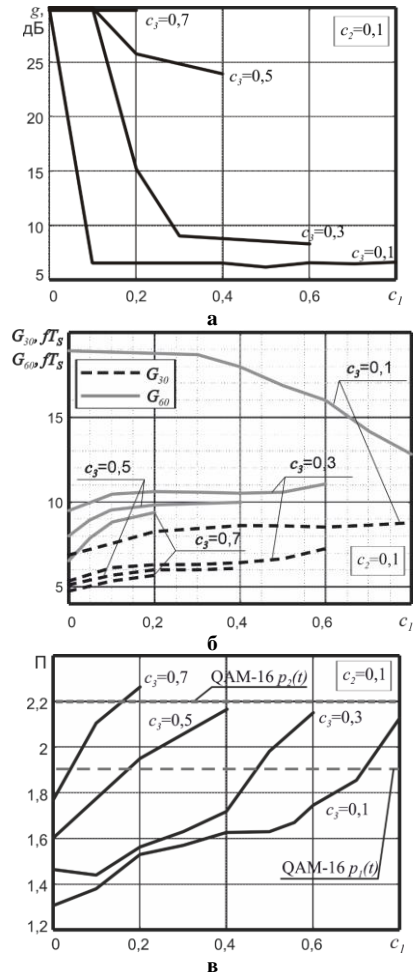 g,
дБ
c₃=0,7
c₂=0,1
25
c₃=0,5
20
15
10
c₃=0,3
c₃=0,1
5
0,2 0,4 0,6 c₁
а
G₃₀, fTₛ
G₆₀, fTₛ
G₃₀
G₆₀
c₃=0,1
15
c₃=0,5
c₃=0,3
10
c₃=0,7
c₂=0,1
5
0,2 0,4 0,6 c₁
б
П
c₃=0,7
QAM-16 p₂(t)
c₂=0,1
2,2
c₃=0,5
c₃=0,3
2
1,8
c₃=0,1
1,6
QAM-16 p₁(t)
1,4
1,2
0 0,2 0,4 0,6 c₁
в